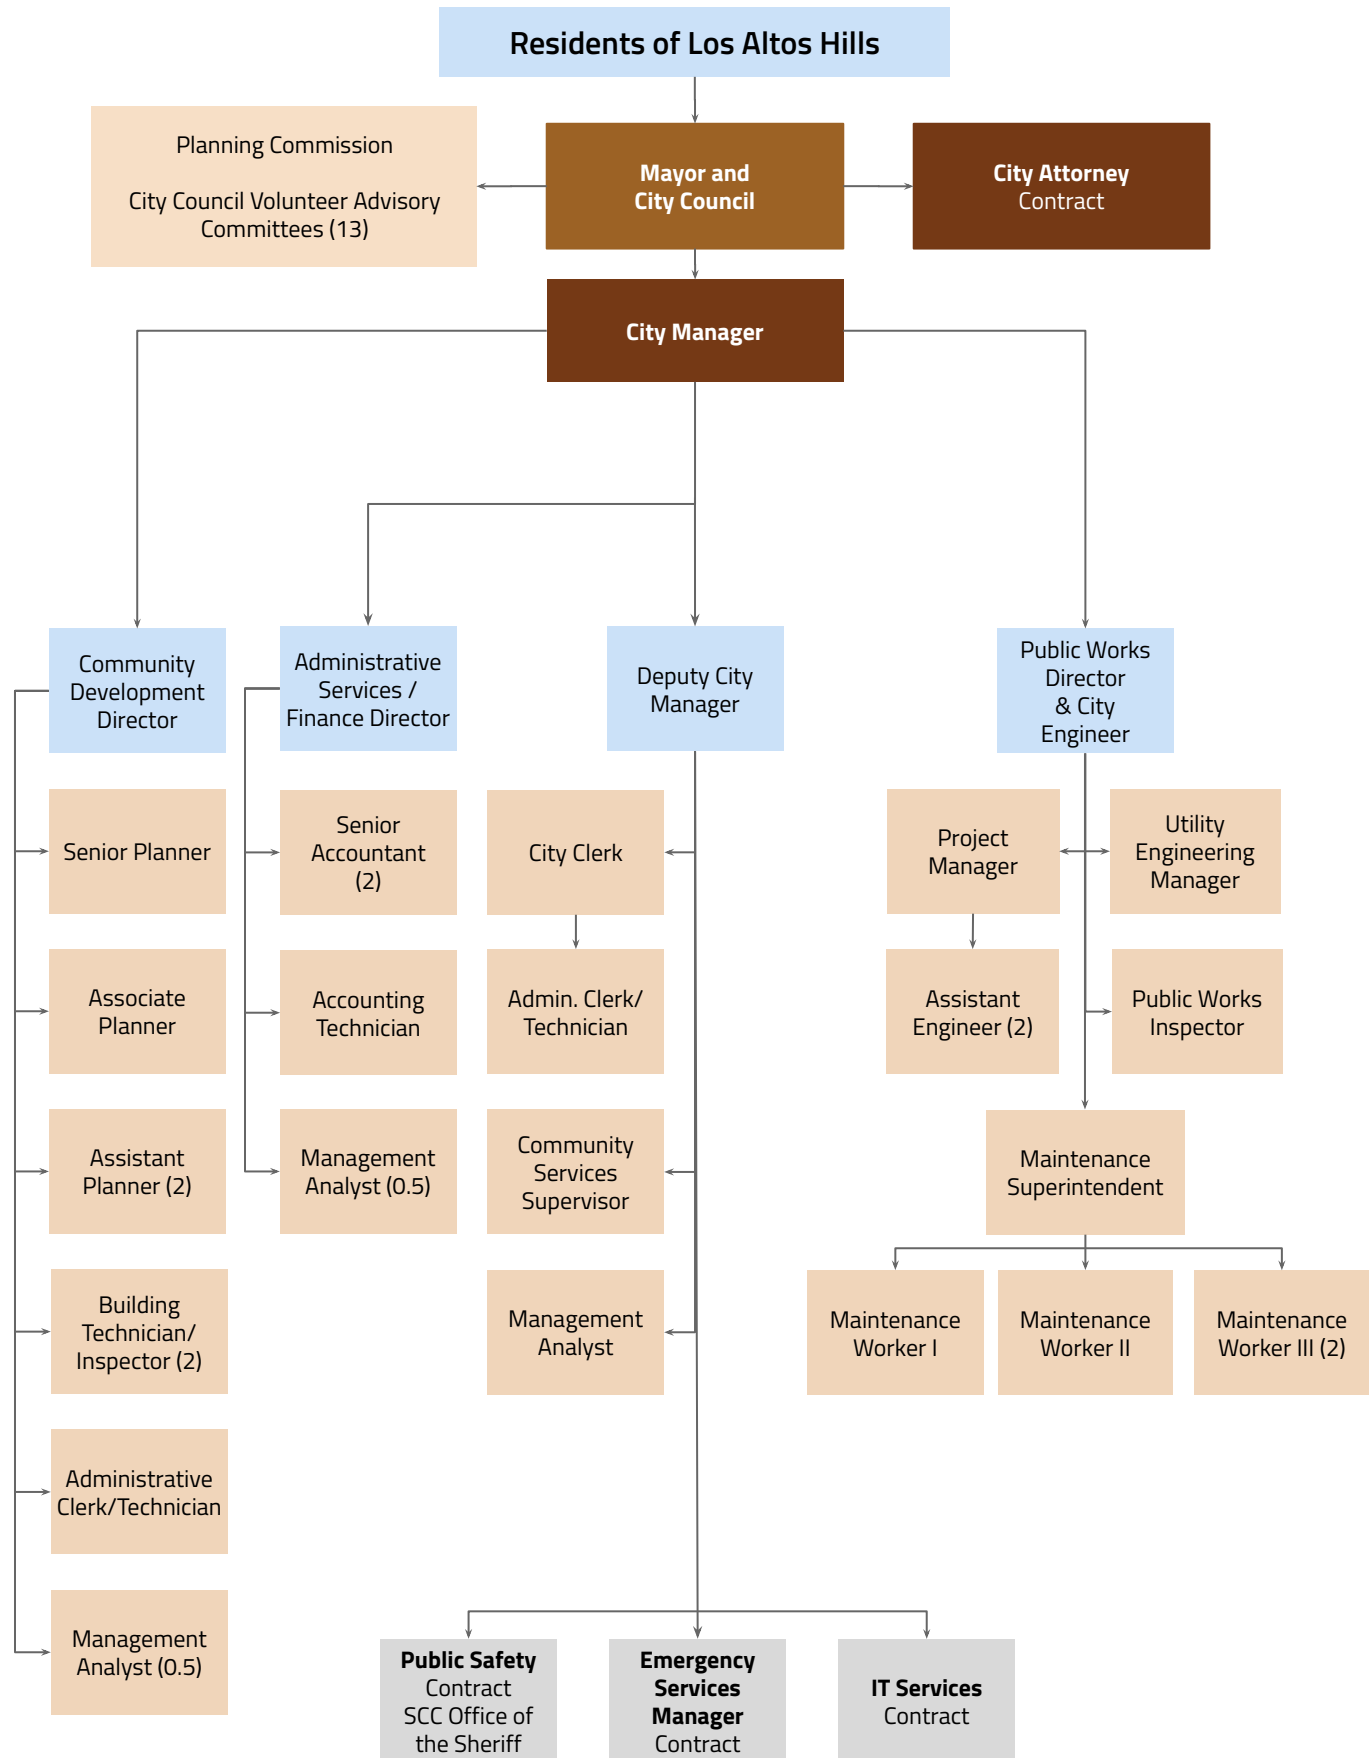 Residents of Los Altos Hills
Planning Commission
City Council Volunteer Advisory
Committees (13)
Mayor and
City Council
City Attorney
Contract
City Manager
Community
Development
Director
Administrative
Services /
Finance Director
Deputy City
Manager
Public Works
Director
& City
Engineer
Senior Planner
Senior
Accountant
(2)
City Clerk
Project
Manager
Utility
Engineering
Manager
Associate
Planner
Accounting
Technician
Admin. Clerk/
Technician
Assistant
Engineer (2)
Public Works
Inspector
Assistant
Planner (2)
Management
Analyst (0.5)
Community
Services
Supervisor
Maintenance
Superintendent
Building
Technician/
Inspector (2)
Management
Analyst
Maintenance
Worker I
Maintenance
Worker II
Maintenance
Worker III (2)
Administrative
Clerk/Technician
Management
Analyst (0.5)
Public Safety
Contract
SCC Office of
the Sheriff
Emergency
Services
Manager
Contract
IT Services
Contract